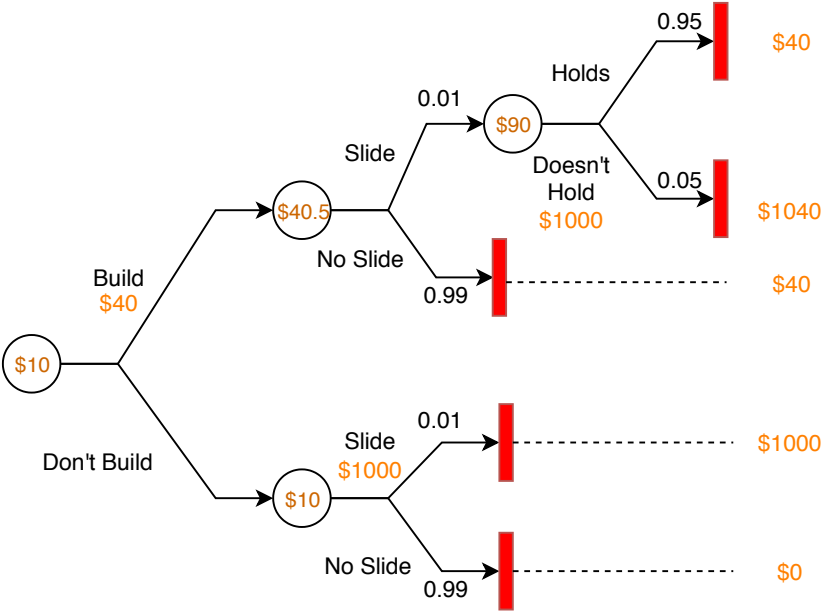 0.95
$40
Holds
0.01
$90
Slide
Doesn't
Hold
$1000
0.05
$1040
$40.5
No Slide
0.99
$40
Build
$40
$10
Don't Build
0.01
Slide
$1000
$1000
$10
No Slide
0.99
$0